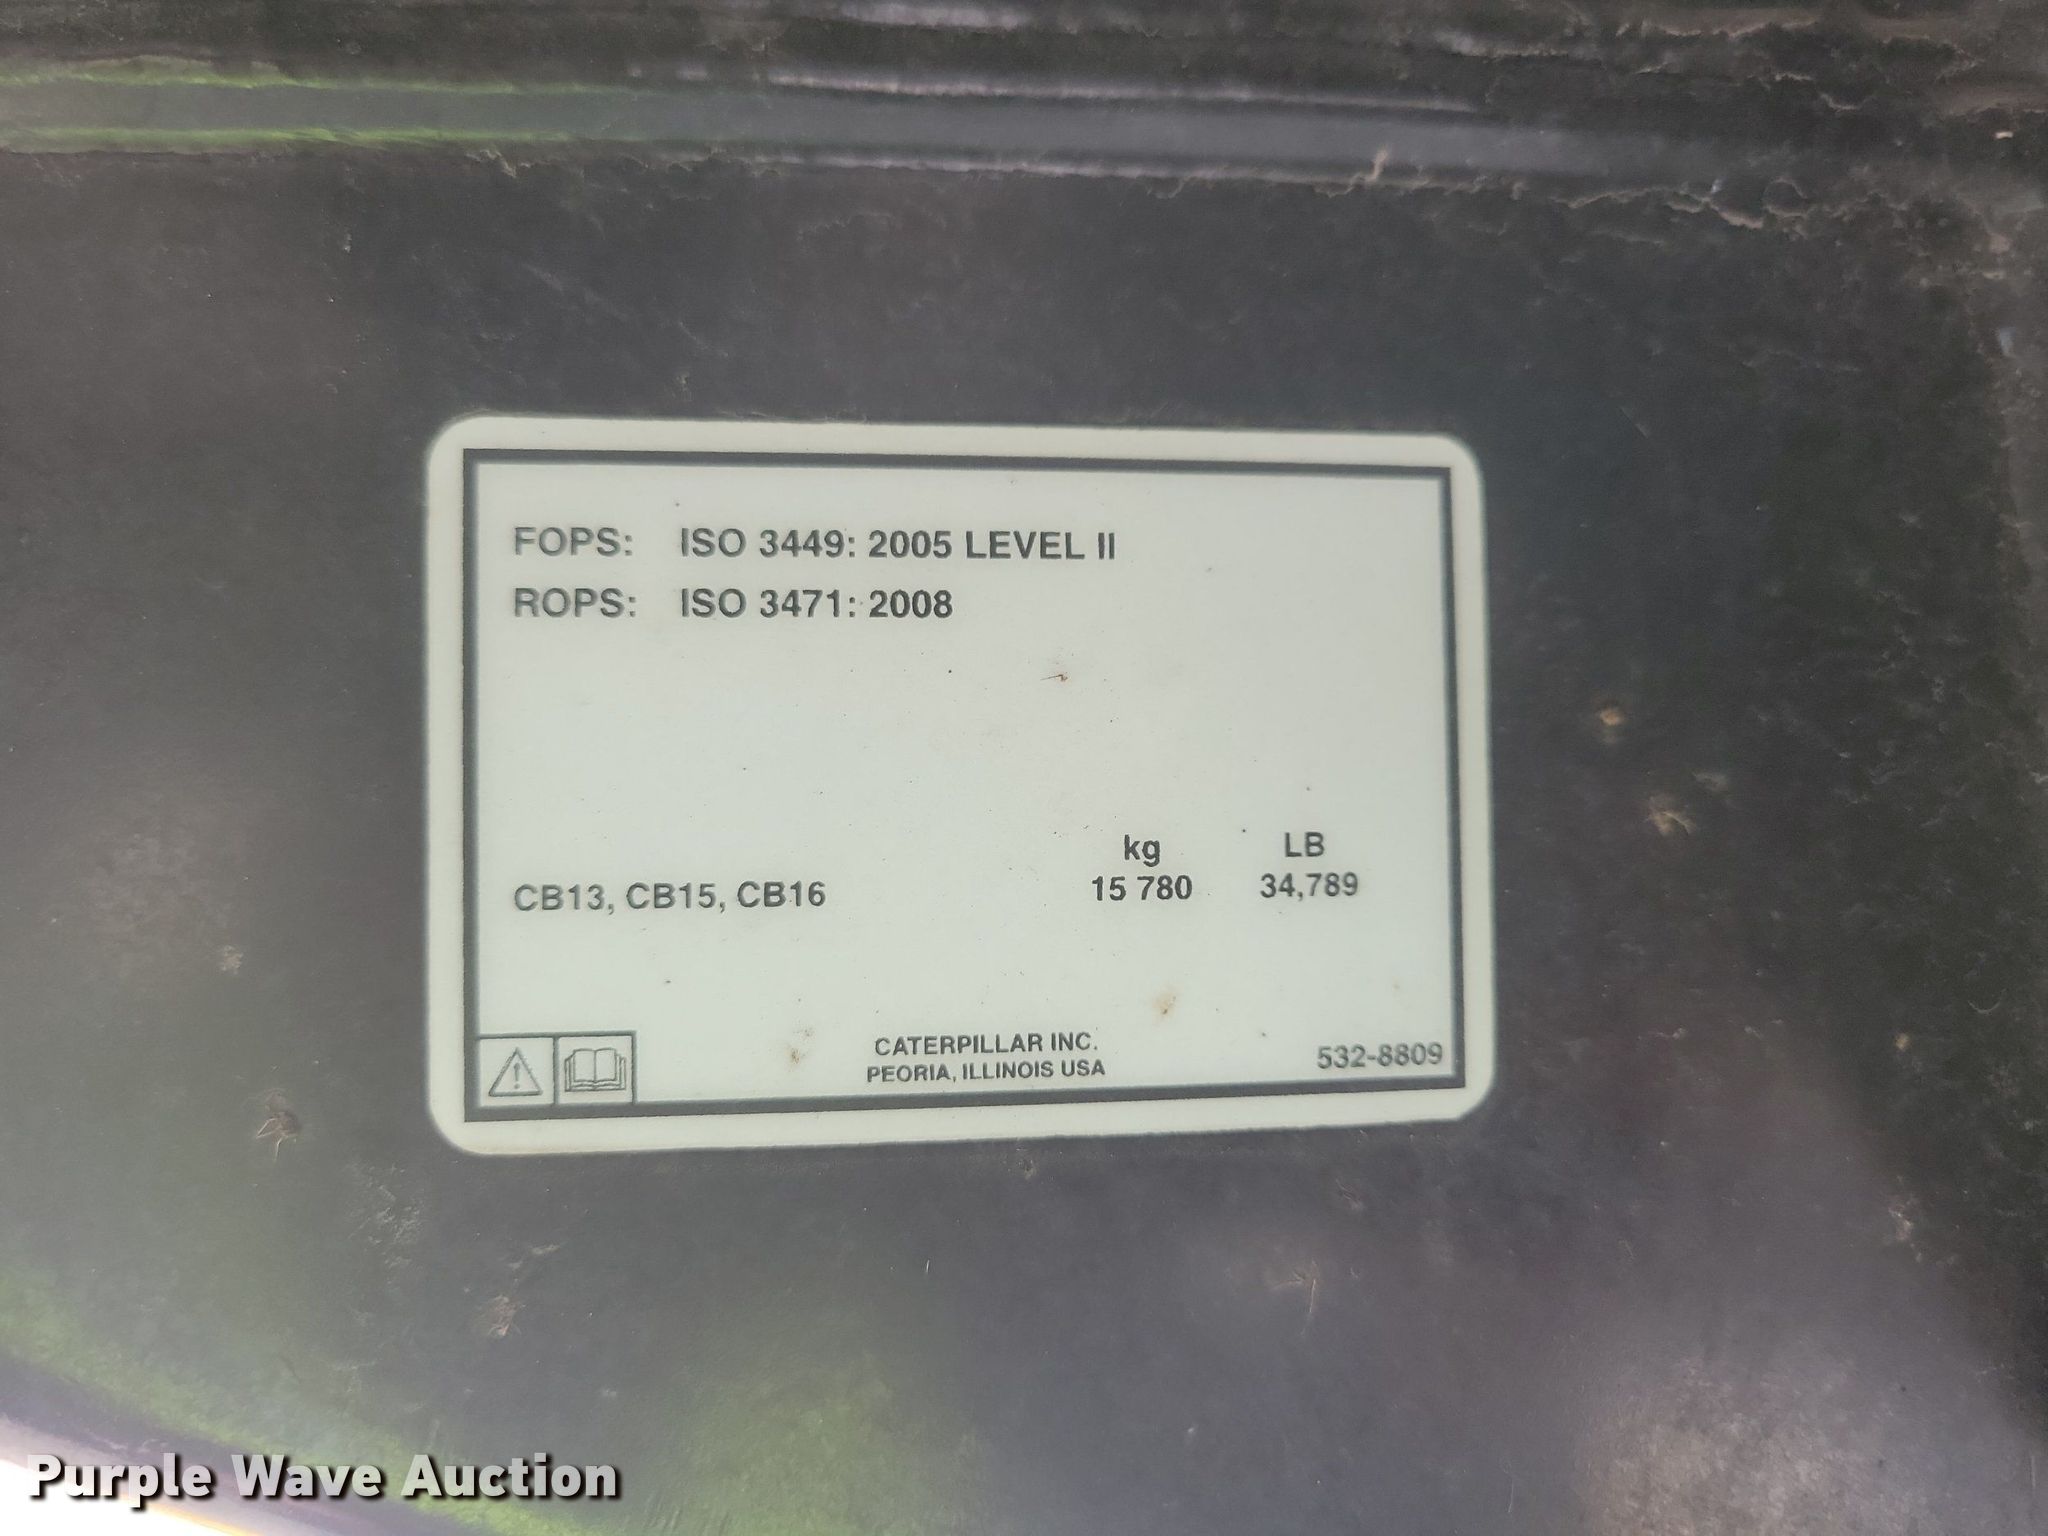 FOPS: ISO 3449: 2005 LEVEL II
ROPS: ISO 3471: 2008
kg LB
CB13, CB15, CB16 15 780 34,789
CATERPILLAR INC.
PEORIA, ILLINOIS USA
532-8809
Purple Wave Auction